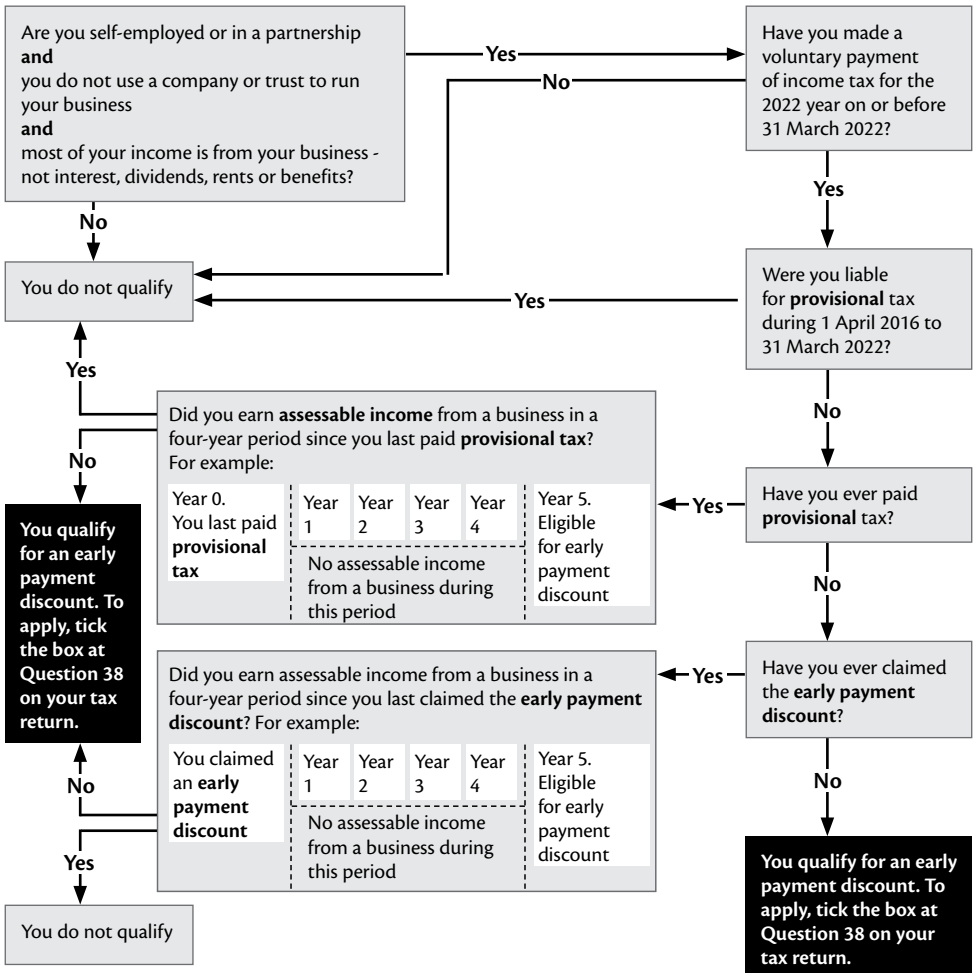 Are you self-employed or in a partnership
and
you do not use a company or trust to run
your business
and
most of your income is from your business -
not interest, dividends, rents or benefits?
Yes
No
Have you made a
voluntary payment
of income tax for the
2022 year on or before
31 March 2022?
No
Yes
You do not qualify
Yes
Were you liable
for provisional tax
during 1 April 2016 to
31 March 2022?
Yes
No
Did you earn assessable income from a business in a
four-year period since you last paid provisional tax?
For example:
Year 0.
You last paid
provisional
tax
Year
1
Year
2
Year
3
Year
4
No assessable income
from a business during
this period
Year 5.
Eligible
for early
payment
discount
Yes
Have you ever paid
provisional tax?
No
No
You qualify
for an early
payment
discount. To
apply, tick
the box at
Question 38
on your tax
return.
Did you earn assessable income from a business in a
four-year period since you last claimed the early payment
discount? For example:
You claimed
an early
payment
discount
Year
1
Year
2
Year
3
Year
4
No assessable income
from a business during
this period
Year 5.
Eligible
for early
payment
discount
Yes
Have you ever claimed
the early payment
discount?
No
No
Yes
You do not qualify
You qualify for an early
payment discount. To
apply, tick the box at
Question 38 on your
tax return.